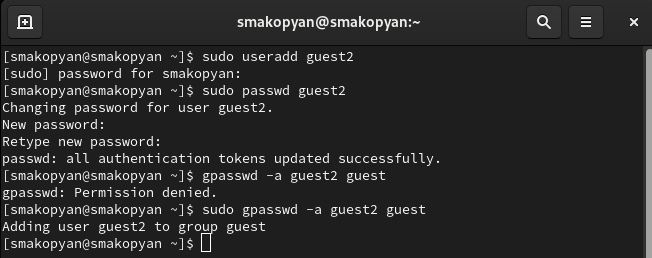 smakopyan@smakopyan:~
[smakopyan@smakopyan ~]$ sudo useradd guest2
[sudo] password for smakopyan:
[smakopyan@smakopyan ~]$ sudo passwd guest2
Changing password for user guest2.
New password:
Retype new password:
passwd: all authentication tokens updated successfully.
[smakopyan@smakopyan ~]$ gpasswd -a guest2 guest
gpasswd: Permission denied.
[smakopyan@smakopyan ~]$ sudo gpasswd -a guest2 guest
Adding user guest2 to group guest
[smakopyan@smakopyan ~]$